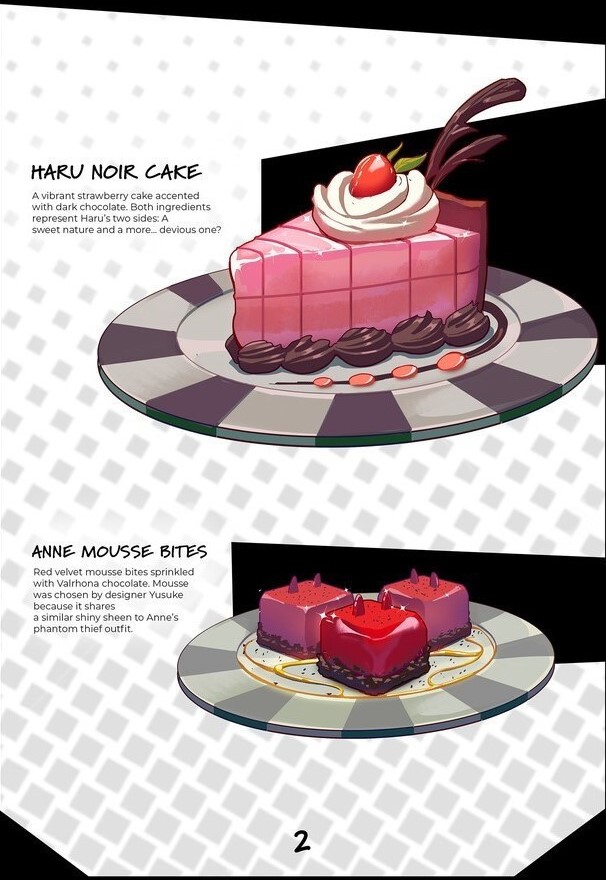 HARU NOIR CAKE
A vibrant strawberry cake accented
with dark chocolate. Both ingredients
represent Haru's two sides: A
sweet nature and a more... devious one?
ANNE MOUSSE BITES
Red velvet mousse bites sprinkled
with Valrhona chocolate. Mousse
was chosen by designer Yusuke
because it shares
a similar shiny sheen to Anne's
phantom thief outfit.
2